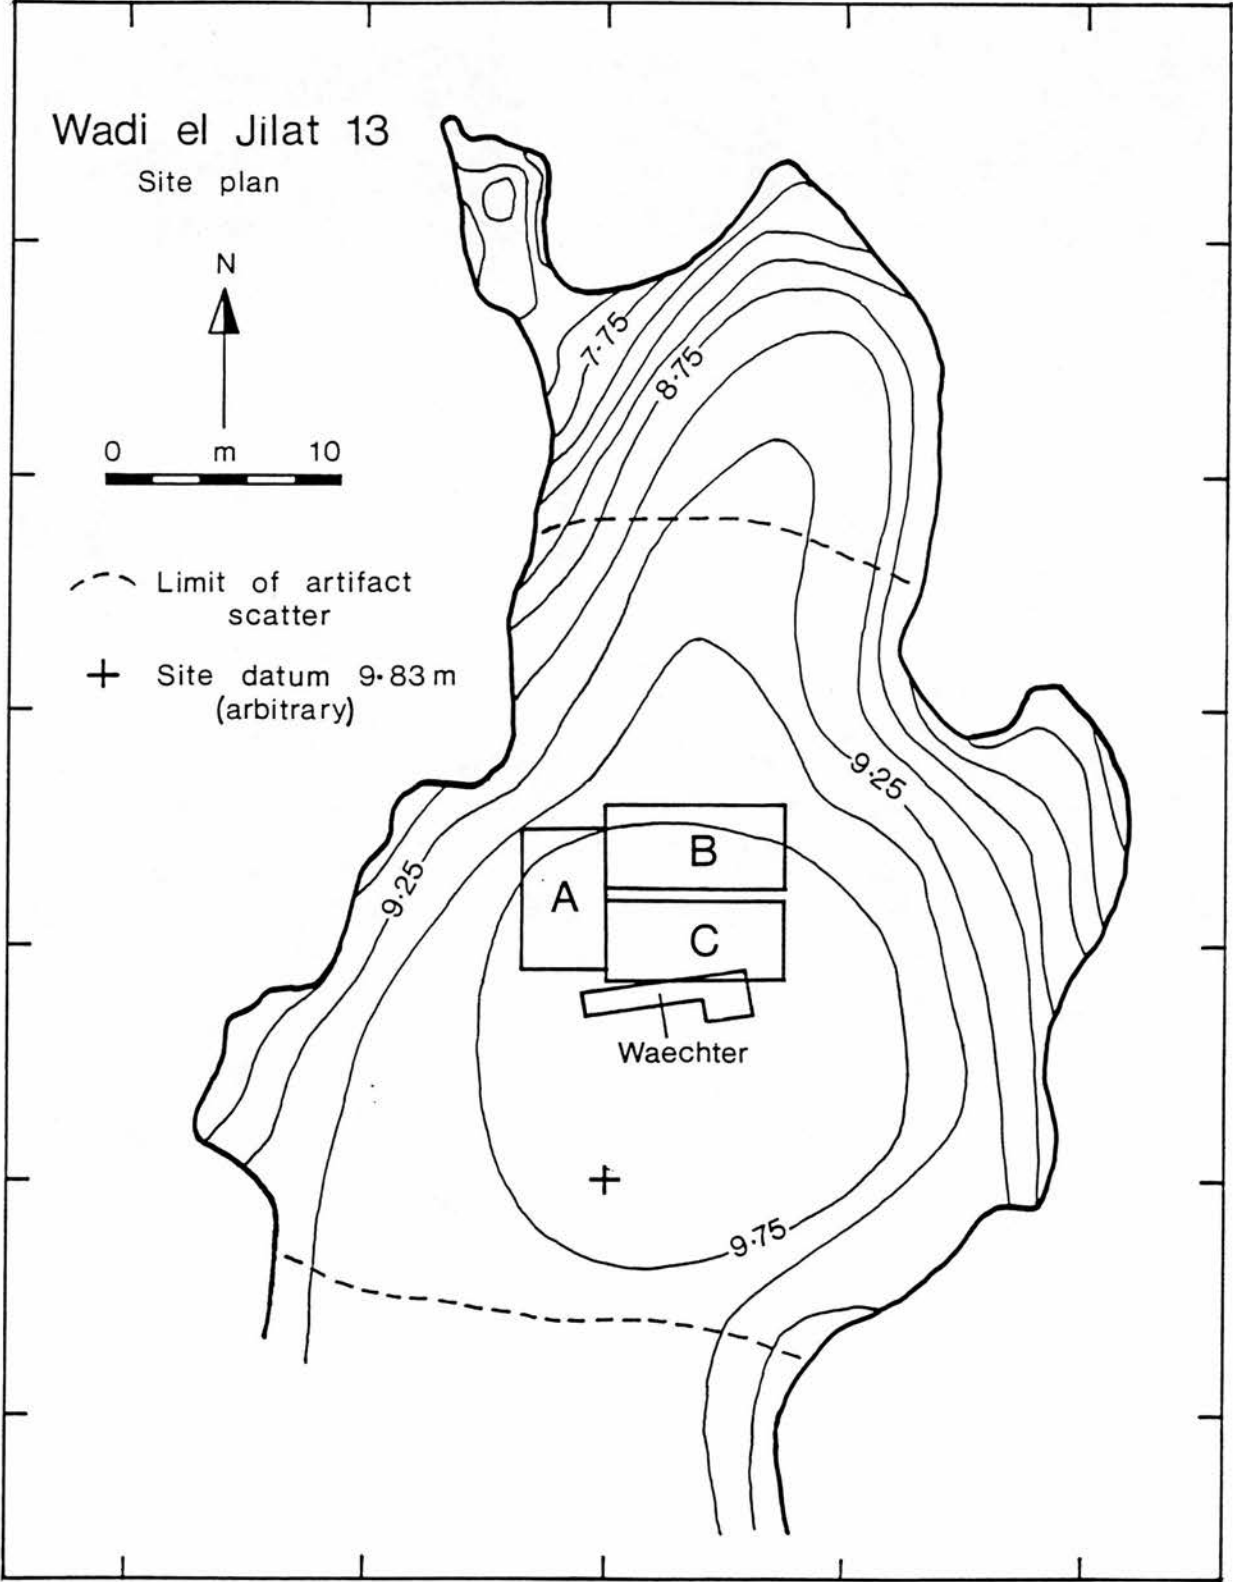 Wadi el Jilat 13
Site plan
N
0 m 10
Limit of artifact
scatter
Site datum 9·83 m
(arbitrary)
7·75
8·75
9·25
9·25
B
A
C
Waechter
9·75